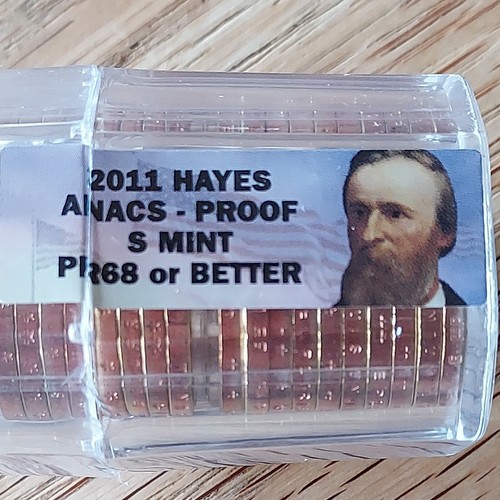 2011 HAYES
ANACS - PROOF
S MINT
PR68 or BETTER